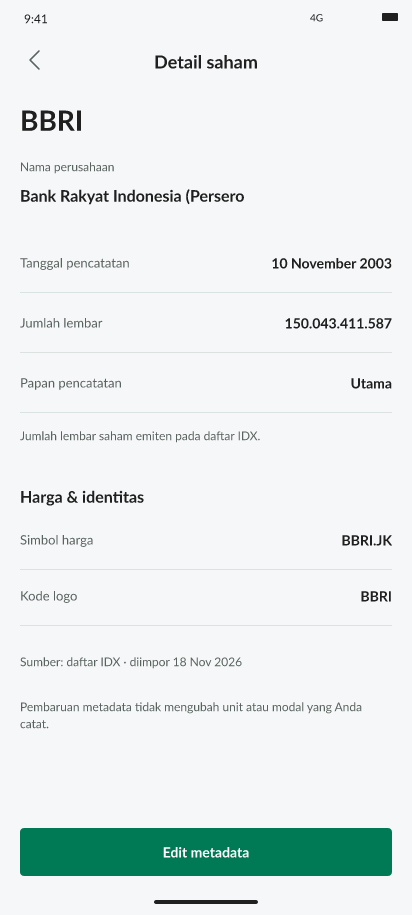 9:41
4G
Detail saham
BBRI
Nama perusahaan
Bank Rakyat Indonesia (Persero
Tanggal pencatatan
10 November 2003
Jumlah lembar
150.043.411.587
Papan pencatatan
Utama
Jumlah lembar saham emiten pada daftar IDX.
Harga & identitas
Simbol harga
BBRI.JK
Kode logo
BBRI
Sumber: daftar IDX · diimpor 18 Nov 2026
Pembaruan metadata tidak mengubah unit atau modal yang Anda
catat.
Edit metadata